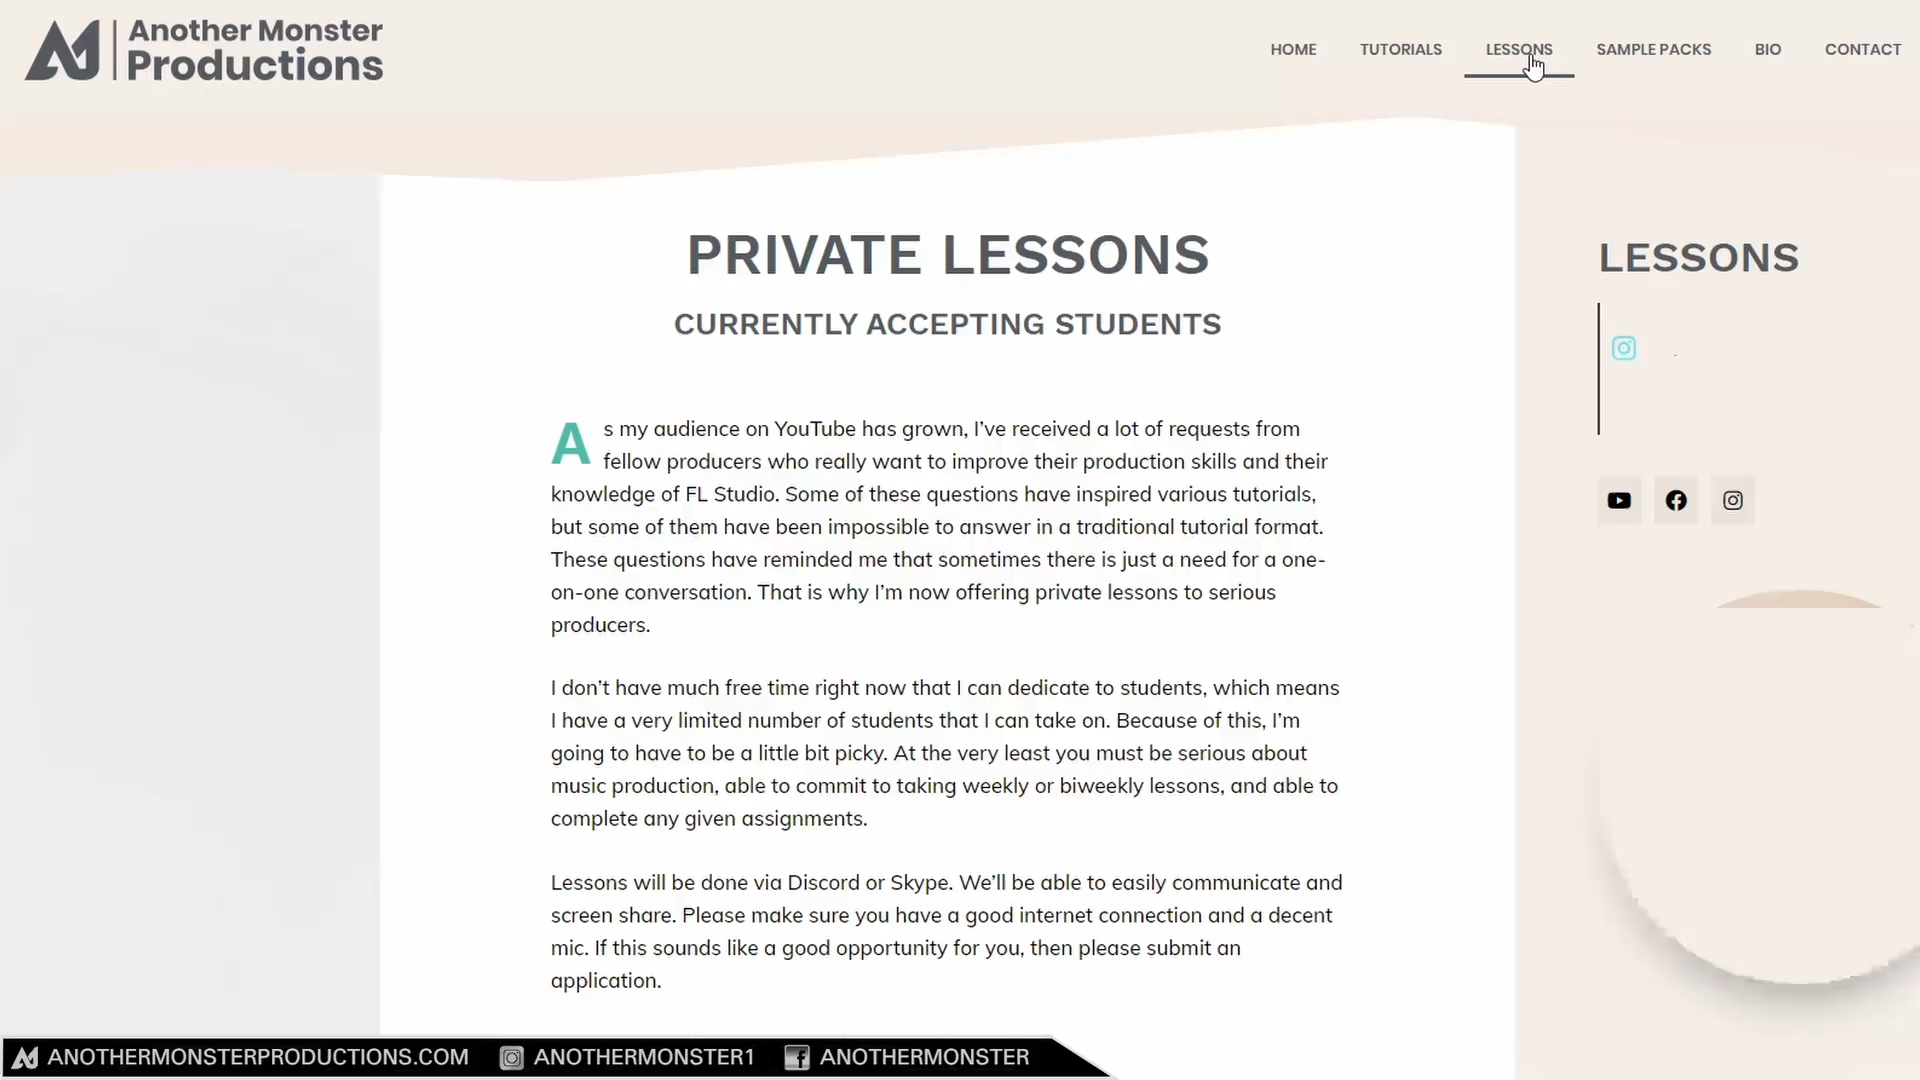 Another Monster
Productions
HOME TUTORIALS LESSONS SAMPLE PACKS BIO CONTACT
PRIVATE LESSONS
CURRENTLY ACCEPTING STUDENTS
As my audience on YouTube has grown, I’ve received a lot of requests from
fellow producers who really want to improve their production skills and their
knowledge of FL Studio. Some of these questions have inspired various tutorials,
but some of them have been impossible to answer in a traditional tutorial format.
These questions have reminded me that sometimes there is just a need for a one-
on-one conversation. That is why I’m now offering private lessons to serious
producers.
I don’t have much free time right now that I can dedicate to students, which means
I have a very limited number of students that I can take on. Because of this, I’m
going to have to be a little bit picky. At the very least you must be serious about
music production, able to commit to taking weekly or biweekly lessons, and able to
complete any given assignments.
Lessons will be done via Discord or Skype. We’ll be able to easily communicate and
screen share. Please make sure you have a good internet connection and a decent
mic. If this sounds like a good opportunity for you, then please submit an
application.
LESSONS
ANOTHERMONSTERPRODUCTIONS.COM ANOTHERMONSTER1 ANOTHERMONSTER